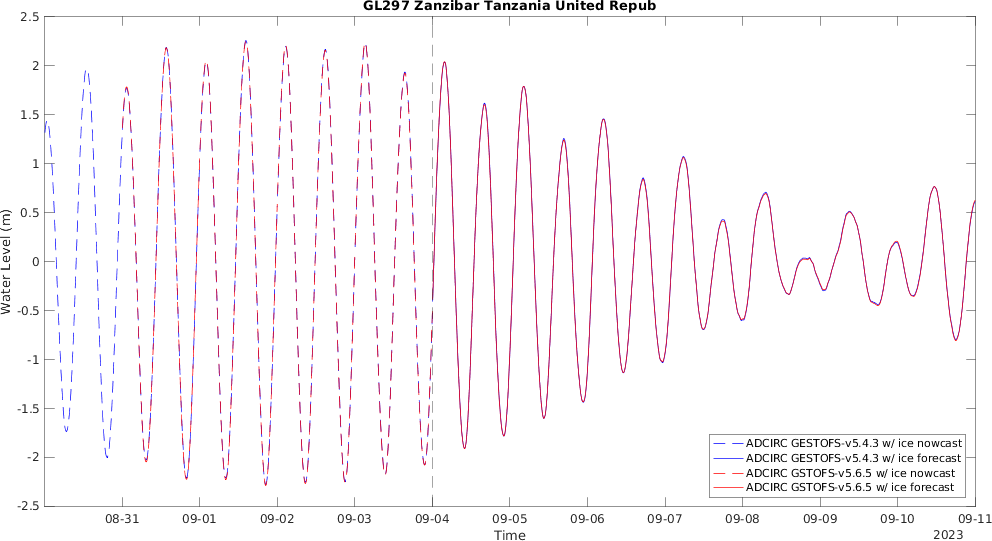 GL297 Zanzibar Tanzania United Repub
2.5
2
1.5
1
0.5
0
-0.5
-1
-1.5
-2
-2.5
Water Level (m)
ADCIRC GESTOFS-v5.4.3 w/ ice nowcast
ADCIRC GESTOFS-v5.4.3 w/ ice forecast
ADCIRC GSTOFS-v5.6.5 w/ ice nowcast
ADCIRC GSTOFS-v5.6.5 w/ ice forecast
08-31 09-01 09-02 09-03 09-04 09-05 09-06 09-07 09-08 09-09 09-10 09-11
Time
2023